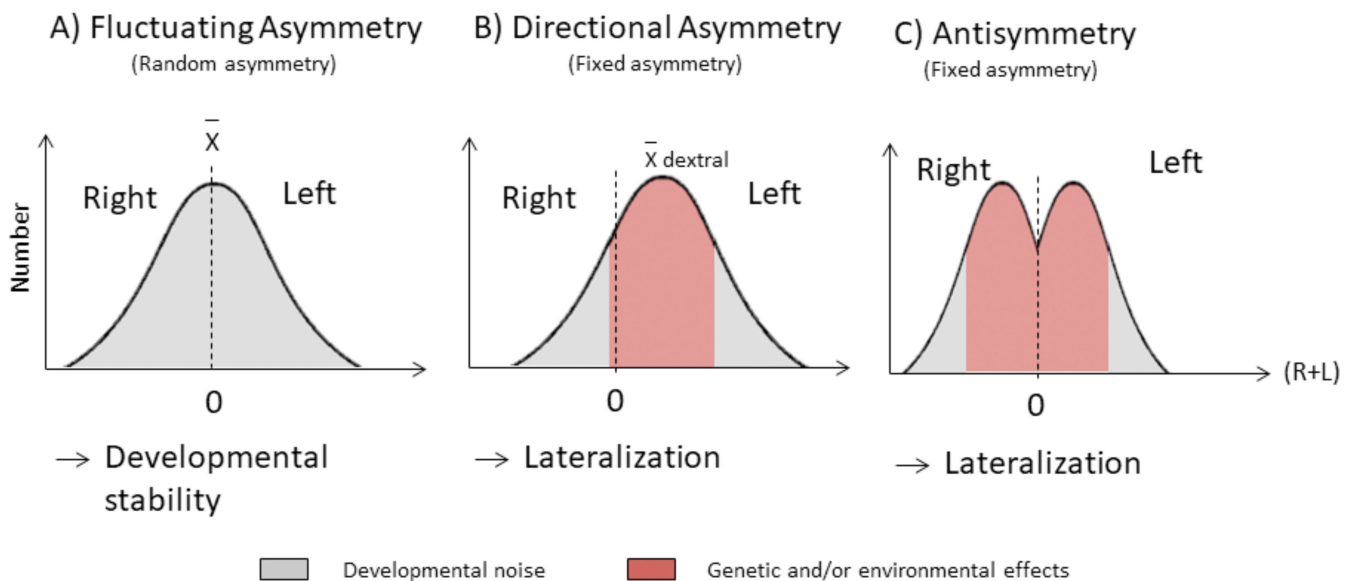 A) Fluctuating Asymmetry
(Random asymmetry)
B) Directional Asymmetry
(Fixed asymmetry)
C) Antisymmetry
(Fixed asymmetry)
Number
X̅
Right
Left
0
X̅ dextral
Right
Left
0
Right
Left
0
(R+L)
→ Developmental
stability
→ Lateralization
→ Lateralization
Developmental noise
Genetic and/or environmental effects